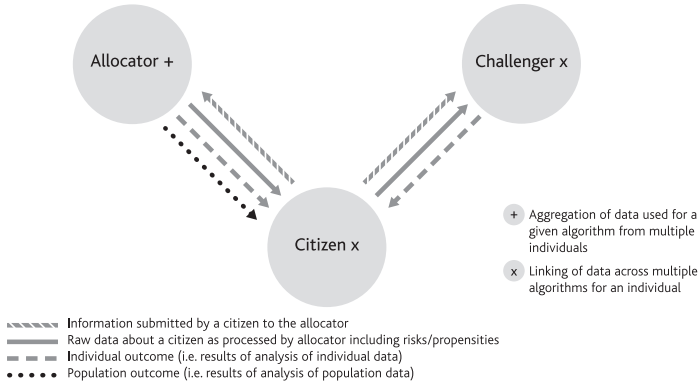 Allocator +
Challenger x
Citizen x
+ Aggregation of data used for a
given algorithm from multiple
individuals
x Linking of data across multiple
algorithms for an individual
Information submitted by a citizen to the allocator
Raw data about a citizen as processed by allocator including risks/propensities
Individual outcome (i.e. results of analysis of individual data)
Population outcome (i.e. results of analysis of population data)